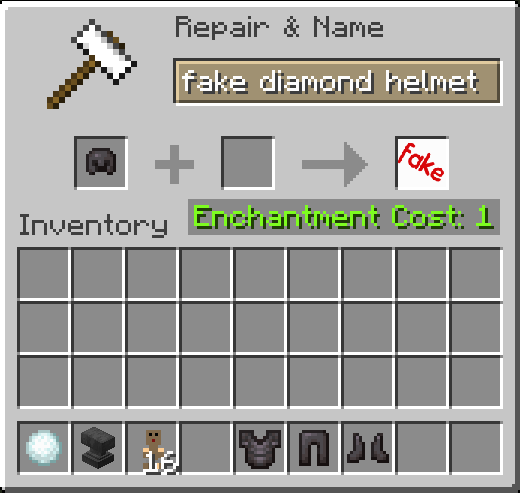 Repair & Name
fake diamond helmet
fake
Enchantment Cost: 1
Inventory
16